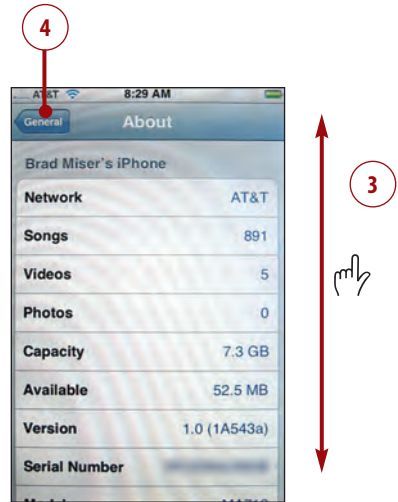 4
AT&T 8:29 AM
General About
Brad Miser's iPhone
3
Network AT&T
Songs 891
Videos 5
Photos 0
Capacity 7.3 GB
Available 52.5 MB
Version 1.0 (1A543a)
Serial Number